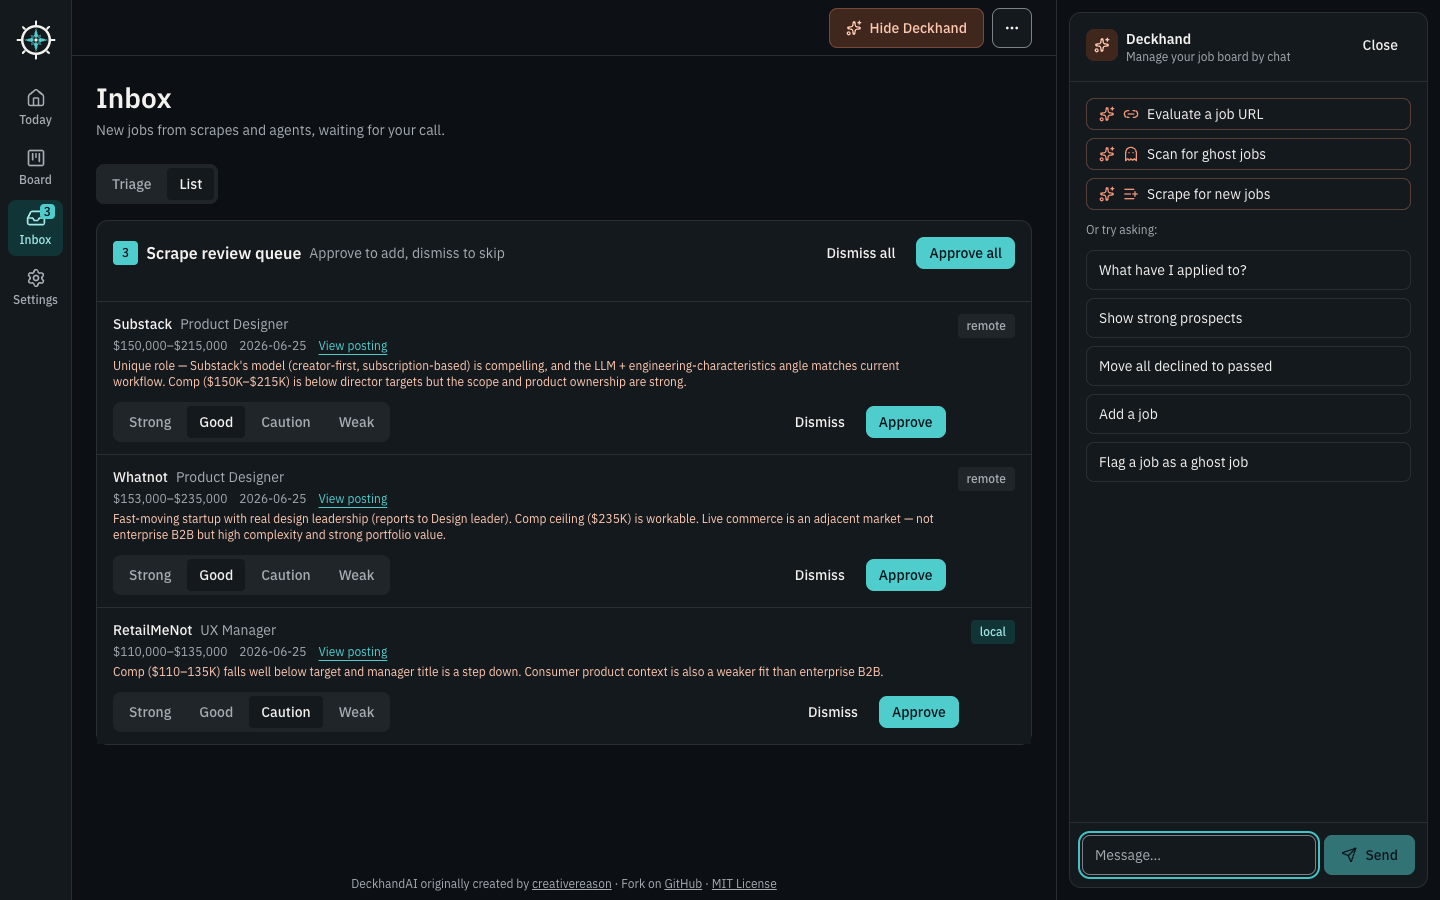 Today
Board
3
Inbox
Settings
Hide Deckhand
Inbox
New jobs from scrapes and agents, waiting for your call.
Triage
List
3 Scrape review queue Approve to add, dismiss to skip
Dismiss all
Approve all
Substack Product Designer
remote
$150,000–$215,000 2026-06-25 View posting
Unique role — Substack's model (creator-first, subscription-based) is compelling, and the LLM + engineering-characteristics angle matches current
workflow. Comp ($150K–$215K) is below director targets but the scope and product ownership are strong.
Strong Good Caution Weak
Dismiss Approve
Whatnot Product Designer
remote
$153,000–$235,000 2026-06-25 View posting
Fast-moving startup with real design leadership (reports to Design leader). Comp ceiling ($235K) is workable. Live commerce is an adjacent market — not
enterprise B2B but high complexity and strong portfolio value.
Strong Good Caution Weak
Dismiss Approve
RetailMeNot UX Manager
local
$110,000–$135,000 2026-06-25 View posting
Comp ($110–135K) falls well below target and manager title is a step down. Consumer product context is also a weaker fit than enterprise B2B.
Strong Good Caution Weak
Dismiss Approve
DeckhandAI originally created by creativereason · Fork on GitHub · MIT License
Deckhand
Manage your job board by chat
Close
Evaluate a job URL
Scan for ghost jobs
Scrape for new jobs
Or try asking:
What have I applied to?
Show strong prospects
Move all declined to passed
Add a job
Flag a job as a ghost job
Message...
Send